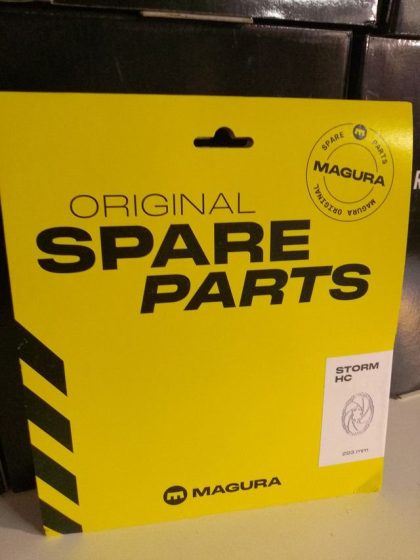 SPARE PARTS
MAGURA
MAGURA ORIGINAL
ORIGINAL
SPARE
PARTS
STORM
HC
203 mm
MAGURA